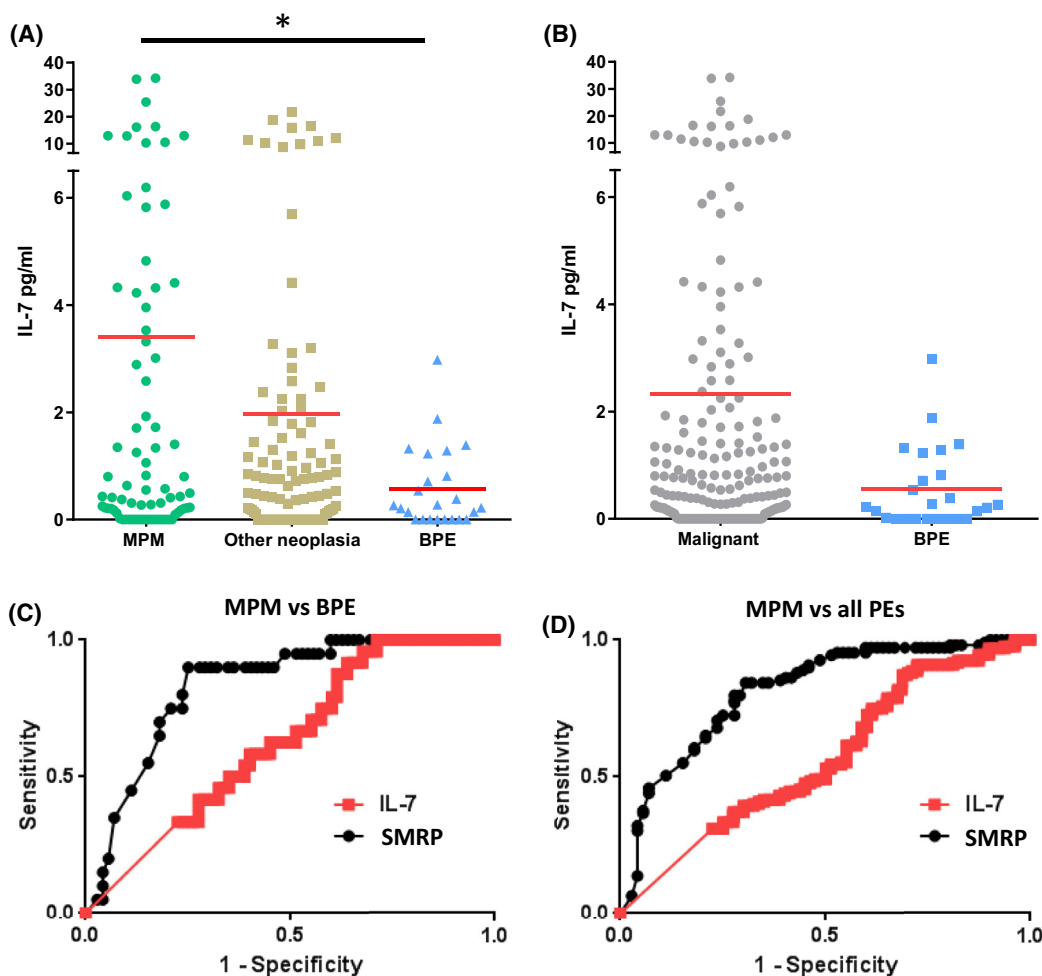 (A)
*
IL-7 pg/ml
40
30
20
10
6
4
2
0
MPM
Other neoplasia
BPE
(B)
IL-7 pg/ml
40
30
20
10
6
4
2
0
Malignant
BPE
(C)
MPM vs BPE
Sensitivity
1.0
0.5
0.0
IL-7
SMRP
0.0
0.5
1.0
1 - Specificity
(D)
MPM vs all PEs
Sensitivity
1.0
0.5
0.0
IL-7
SMRP
0.0
0.5
1.0
1 - Specificity